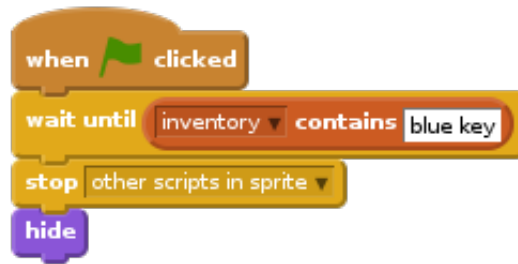 when clicked
wait until inventory contains blue key
stop other scripts in sprite
hide